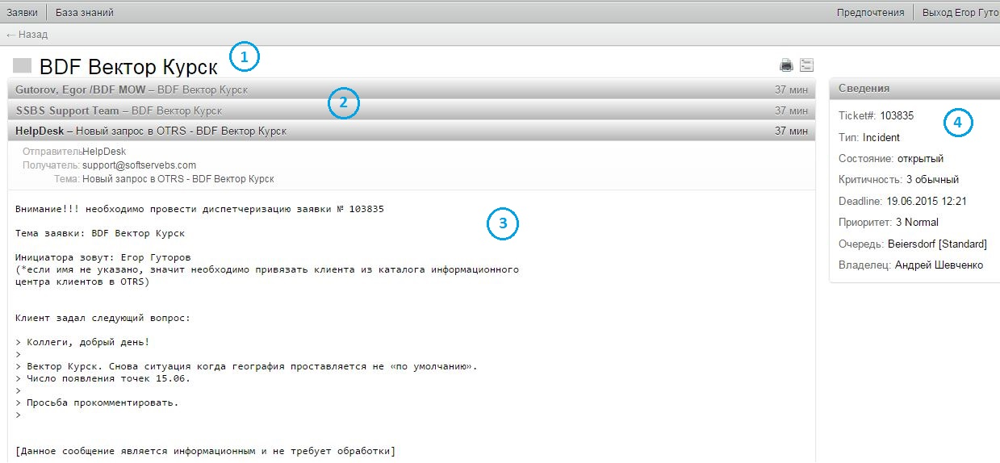 Заявки База знаний Предпочтения Выход Егор Гуто
← Назад
BDF Вектор Курск 1
Gutorov, Egor /BDF MOW – BDF Вектор Курск 37 мин
2
SSBS Support Team – BDF Вектор Курск 37 мин
HelpDesk – Новый запрос в OTRS - BDF Вектор Курск 37 мин
Отправитель HelpDesk
Получатель: support@softservebs.com
Тема: Новый запрос в OTRS - BDF Вектор Курск
Внимание!!! необходимо провести диспетчеризацию заявки № 103835
3
Тема заявки: BDF Вектор Курск
Инициатора зовут: Егор Гуторов
(*если имя не указано, значит необходимо привязать клиента из каталога информационного
центра клиентов в OTRS)
Клиент задал следующий вопрос:
> Коллеги, добрый день!
>
> Вектор Курск. Снова ситуация когда география проставляется не «по умолчанию».
> Число появления точек 15.06.
>
> Просьба прокомментировать.
>
[Данное сообщение является информационным и не требует обработки]
Сведения
Ticket#: 103835
4
Тип: Incident
Состояние: открытый
Критичность: 3 обычный
Deadline: 19.06.2015 12:21
Приоритет: 3 Normal
Очередь: Beiersdorf [Standard]
Владелец: Андрей Шевченко